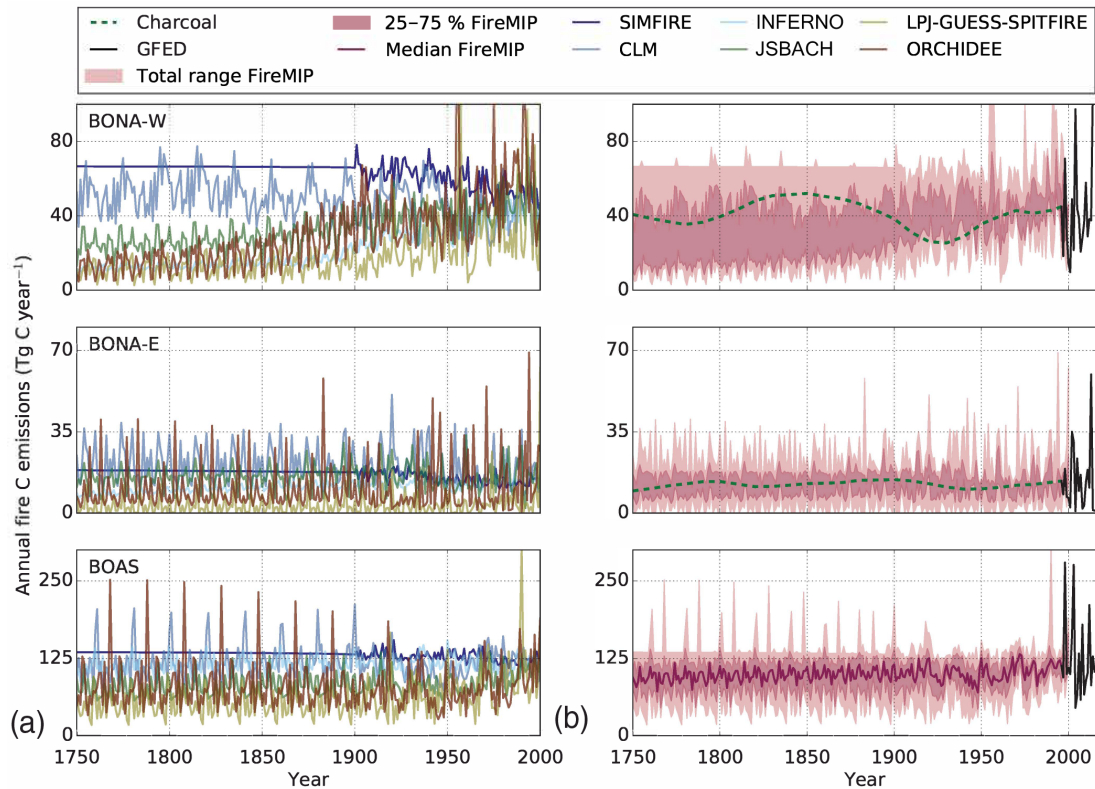 Charcoal 25–75 % FireMIP SIMFIRE INFERNO LPJ-GUESS-SPITFIRE
GFED Median FireMIP CLM JSBACH ORCHIDEE
Total range FireMIP
Annual fire C emissions (Tg C year⁻¹)
BONA-W
80
40
0
80
40
0
BONA-E
70
35
0
70
35
0
BOAS
250
125
0
250
125
0
(a)
(b)
1750 1800 1850 1900 1950 2000
1750 1800 1850 1900 1950 2000
Year
Year